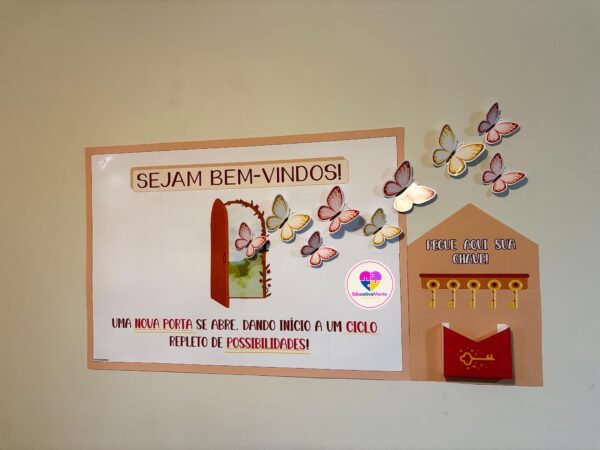 SEJAM BEM-VINDOS!
EducativaMente
UMA NOVA PORTA SE ABRE, DANDO INÍCIO A UM CICLO
REPLETO DE POSSIBILIDADES!
PEGUE AQUI SUA
CHAVE!